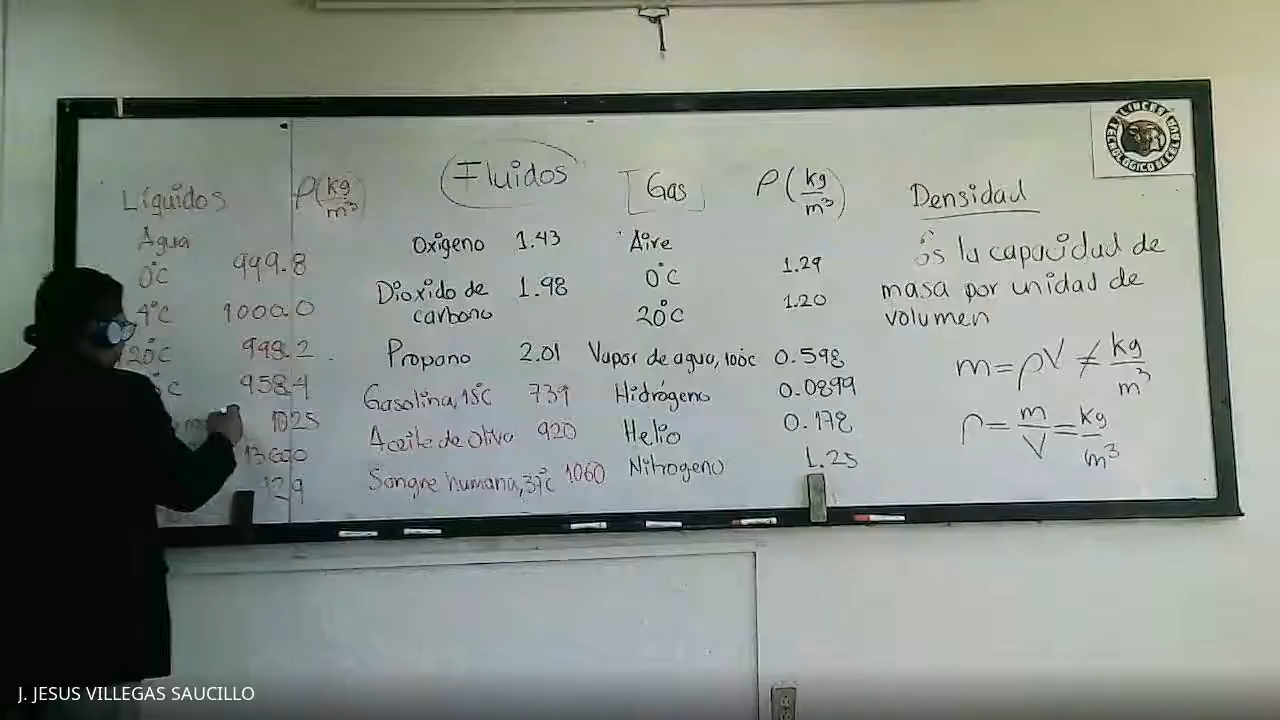 Fluidos
Líquidos ρ(kg/m³)
Agua
0°C 999.8
4°C 1000.0
20°C 998.2
°C 958.4
1025
13600
129
Oxígeno 1.43
Dioxido de 1.98
carbono
Propano 2.01
Gasolina, 15°C 739
Aceite de Olivo 920
Sangre humana, 37°C 1060
Gas ρ(kg/m³)
Aire
0°C 1.29
20°C 1.20
Vapor de agua, 100°c 0.598
Hidrógeno 0.0899
Helio 0.178
Nitrogeno 1.25
Densidad
es la capacidad de
masa por unidad de
volumen
m=ρV ≠ kg/m³
ρ=m/V=kg/m³
J. JESUS VILLEGAS SAUCILLO